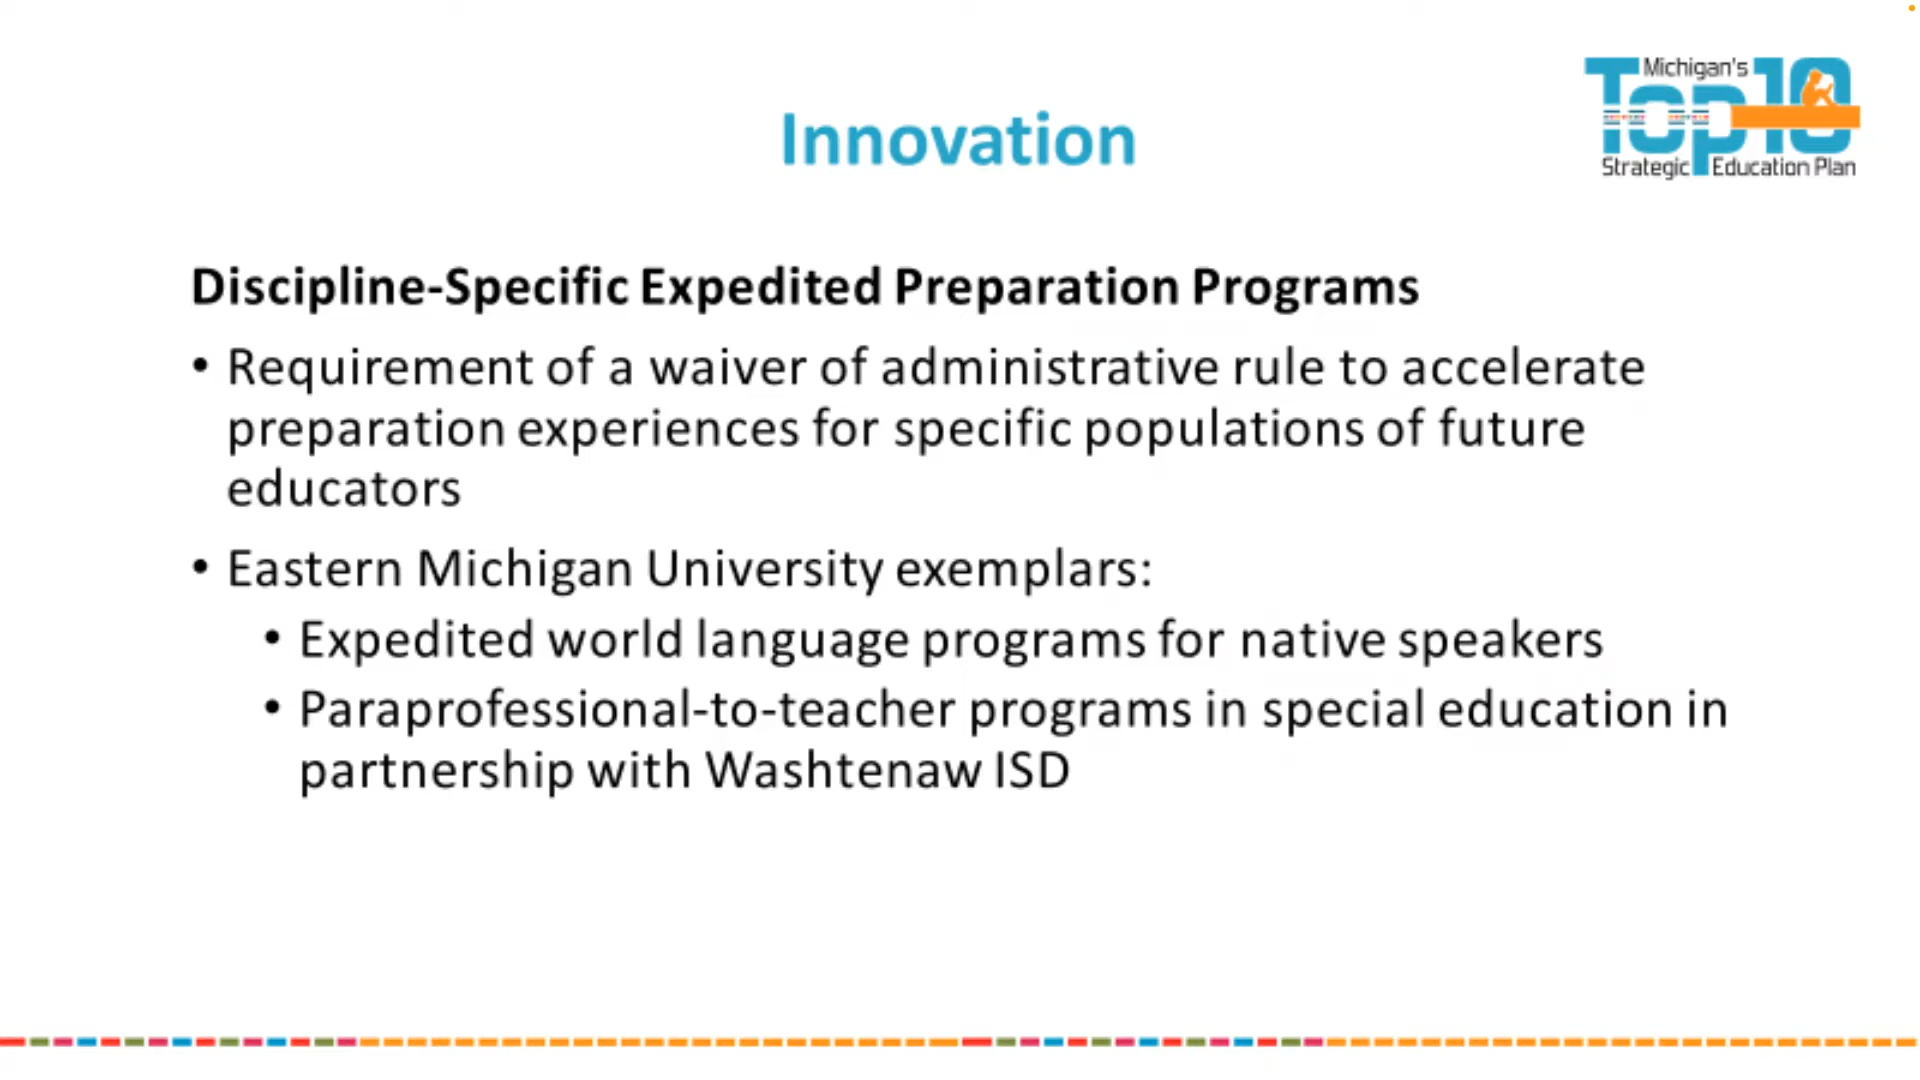 Michigan's
Top10
Strategic Education Plan
Innovation
Discipline-Specific Expedited Preparation Programs
• Requirement of a waiver of administrative rule to accelerate
preparation experiences for specific populations of future
educators
• Eastern Michigan University exemplars:
• Expedited world language programs for native speakers
• Paraprofessional-to-teacher programs in special education in
partnership with Washtenaw ISD